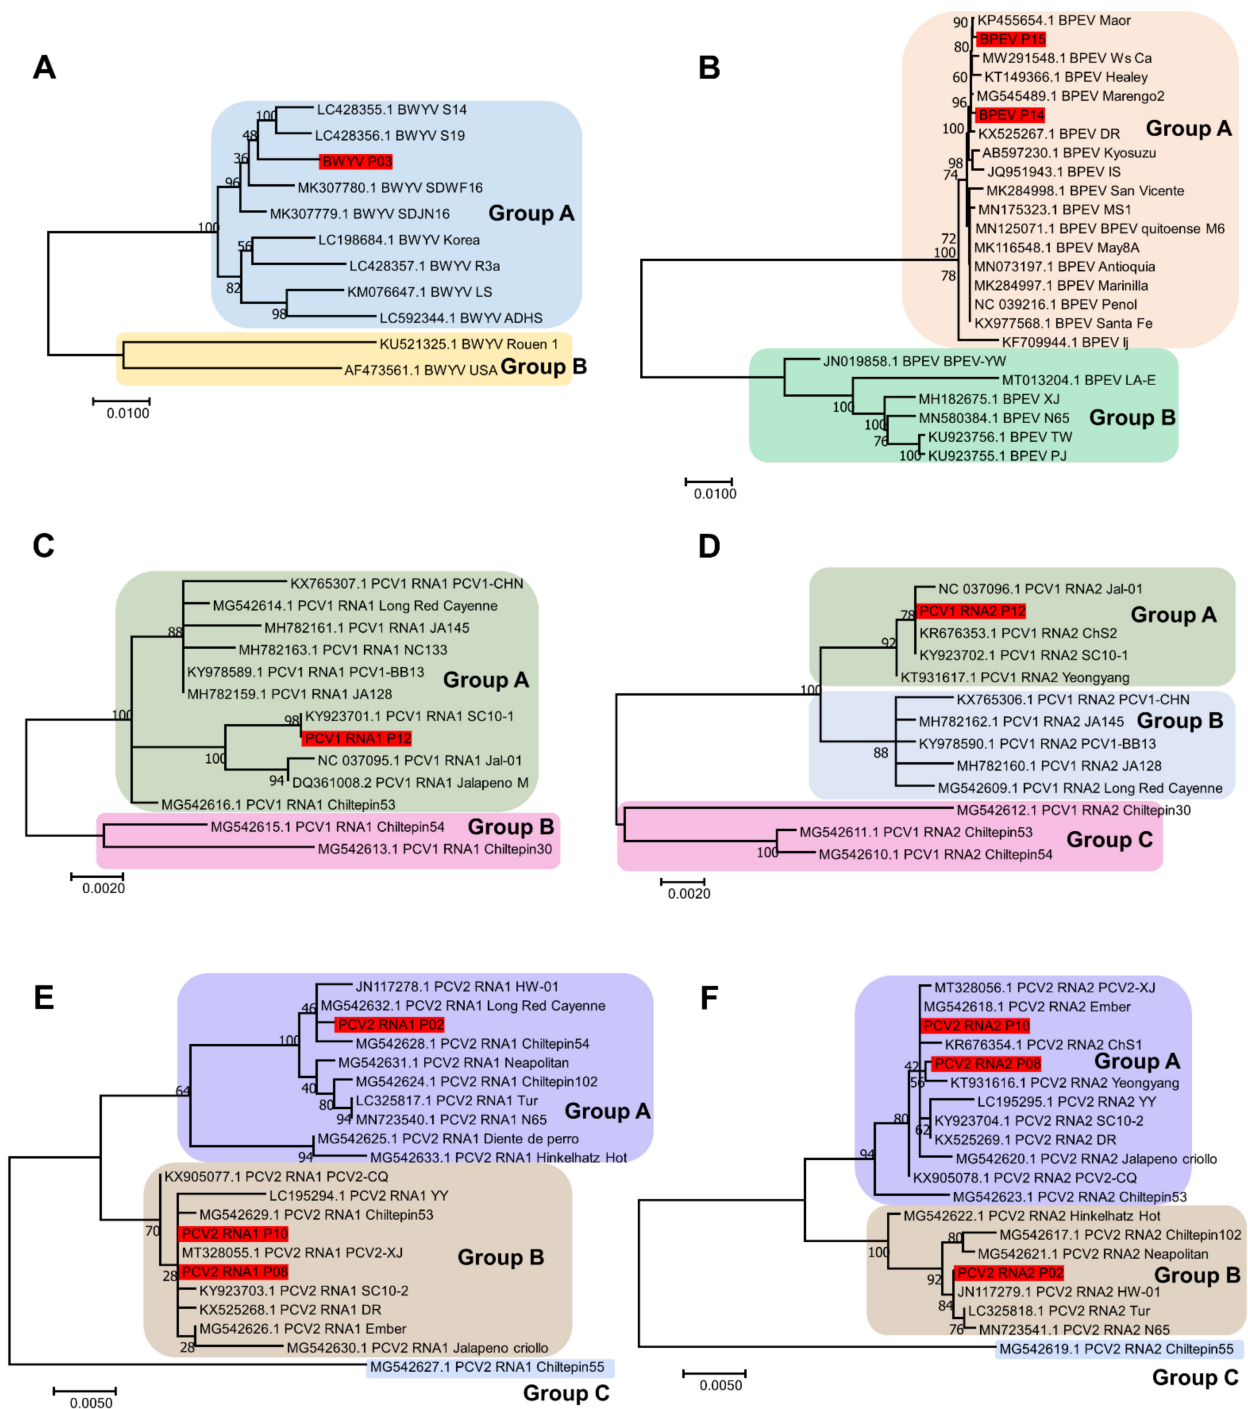 A
100
LC428355.1 BWYV S14
48
LC428356.1 BWYV S19
36
BWYV P03
96
MK307780.1 BWYV SDWF16
MK307779.1 BWYV SDJN16
Group A
100
56
LC198684.1 BWYV Korea
LC428357.1 BWYV R3a
82
KM076647.1 BWYV LS
98
LC592344.1 BWYV ADHS
KU521325.1 BWYV Rouen 1
AF473561.1 BWYV USA
Group B
0.0100
B
90
KP455654.1 BPEV Maor
80
BPEV P15
MW291548.1 BPEV Ws Ca
60
KT149366.1 BPEV Healey
96
MG545489.1 BPEV Marengo2
BPEV P14
100
KX525267.1 BPEV DR
Group A
AB597230.1 BPEV Kyosuzu
98
JQ951943.1 BPEV IS
74
MK284998.1 BPEV San Vicente
MN175323.1 BPEV MS1
MN125071.1 BPEV BPEV quitoense M6
72
MK116548.1 BPEV May8A
100
MN073197.1 BPEV Antioquia
78
MK284997.1 BPEV Marinilla
NC 039216.1 BPEV Penol
KX977568.1 BPEV Santa Fe
KF709944.1 BPEV lj
JN019858.1 BPEV BPEV-YW
MT013204.1 BPEV LA-E
100
MH182675.1 BPEV XJ
100
MN580384.1 BPEV N65
Group B
76
KU923756.1 BPEV TW
100
KU923755.1 BPEV PJ
0.0100
C
KX765307.1 PCV1 RNA1 PCV1-CHN
MG542614.1 PCV1 RNA1 Long Red Cayenne
88
MH782161.1 PCV1 RNA1 JA145
MH782163.1 PCV1 RNA1 NC133
KY978589.1 PCV1 RNA1 PCV1-BB13
Group A
MH782159.1 PCV1 RNA1 JA128
100
98
KY923701.1 PCV1 RNA1 SC10-1
PCV1 RNA1 P12
100
NC 037095.1 PCV1 RNA1 Jal-01
94
DQ361008.2 PCV1 RNA1 Jalapeno M
MG542616.1 PCV1 RNA1 Chiltepin53
MG542615.1 PCV1 RNA1 Chiltepin54
Group B
MG542613.1 PCV1 RNA1 Chiltepin30
0.0020
D
NC 037096.1 PCV1 RNA2 Jal-01
78
PCV1 RNA2 P12
Group A
92
KR676353.1 PCV1 RNA2 ChS2
KY923702.1 PCV1 RNA2 SC10-1
KT931617.1 PCV1 RNA2 Yeongyang
100
KX765306.1 PCV1 RNA2 PCV1-CHN
MH782162.1 PCV1 RNA2 JA145
Group B
88
KY978590.1 PCV1 RNA2 PCV1-BB13
MH782160.1 PCV1 RNA2 JA128
MG542609.1 PCV1 RNA2 Long Red Cayenne
MG542612.1 PCV1 RNA2 Chiltepin30
MG542611.1 PCV1 RNA2 Chiltepin53
Group C
100
MG542610.1 PCV1 RNA2 Chiltepin54
0.0020
E
JN117278.1 PCV2 RNA1 HW-01
46
MG542632.1 PCV2 RNA1 Long Red Cayenne
PCV2 RNA1 P02
100
MG542628.1 PCV2 RNA1 Chiltepin54
MG542631.1 PCV2 RNA1 Neapolitan
64
40
MG542624.1 PCV2 RNA1 Chiltepin102
80
LC325817.1 PCV2 RNA1 Tur
Group A
94
MN723540.1 PCV2 RNA1 N65
MG542625.1 PCV2 RNA1 Diente de perro
94
MG542633.1 PCV2 RNA1 Hinkelhatz Hot
KX905077.1 PCV2 RNA1 PCV2-CQ
LC195294.1 PCV2 RNA1 YY
MG542629.1 PCV2 RNA1 Chiltepin53
70
PCV2 RNA1 P10
MT328055.1 PCV2 RNA1 PCV2-XJ
Group B
28
PCV2 RNA1 P08
KY923703.1 PCV2 RNA1 SC10-2
KX525268.1 PCV2 RNA1 DR
MG542626.1 PCV2 RNA1 Ember
28
MG542630.1 PCV2 RNA1 Jalapeno criollo
MG542627.1 PCV2 RNA1 Chiltepin55
Group C
0.0050
F
MT328056.1 PCV2 RNA2 PCV2-XJ
MG542618.1 PCV2 RNA2 Ember
PCV2 RNA2 P10
KR676354.1 PCV2 RNA2 ChS1
42
PCV2 RNA2 P08
Group A
56
KT931616.1 PCV2 RNA2 Yeongyang
LC195295.1 PCV2 RNA2 YY
80
KY923704.1 PCV2 RNA2 SC10-2
62
KX525269.1 PCV2 RNA2 DR
94
MG542620.1 PCV2 RNA2 Jalapeno criollo
KX905078.1 PCV2 RNA2 PCV2-CQ
MG542623.1 PCV2 RNA2 Chiltepin53
MG542622.1 PCV2 RNA2 Hinkelhatz Hot
80
MG542617.1 PCV2 RNA2 Chiltepin102
100
MG542621.1 PCV2 RNA2 Neapolitan
92
PCV2 RNA2 P02
Group B
84
JN117279.1 PCV2 RNA2 HW-01
LC325818.1 PCV2 RNA2 Tur
76
MN723541.1 PCV2 RNA2 N65
MG542619.1 PCV2 RNA2 Chiltepin55
Group C
0.0050